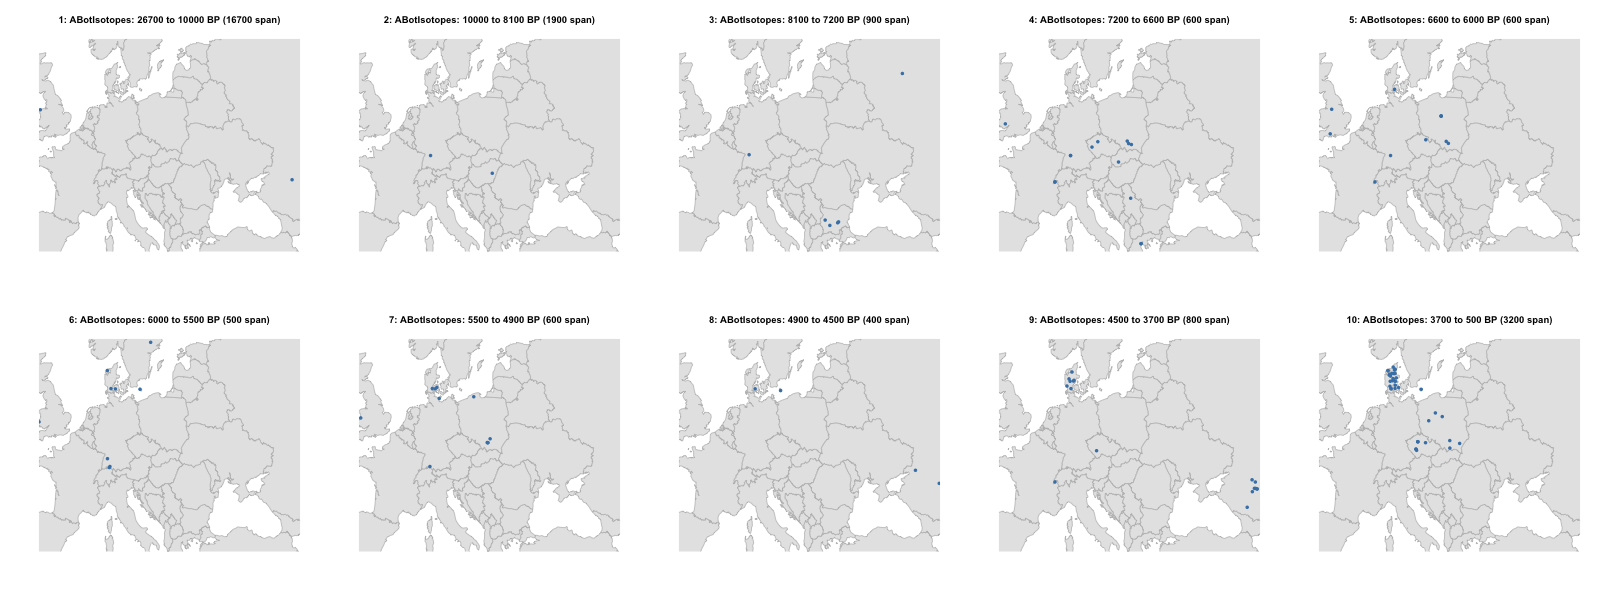 1: ABotIsotopes: 26700 to 10000 BP (16700 span)
2: ABotIsotopes: 10000 to 8100 BP (1900 span)
3: ABotIsotopes: 8100 to 7200 BP (900 span)
4: ABotIsotopes: 7200 to 6600 BP (600 span)
5: ABotIsotopes: 6600 to 6000 BP (600 span)
6: ABotIsotopes: 6000 to 5500 BP (500 span)
7: ABotIsotopes: 5500 to 4900 BP (600 span)
8: ABotIsotopes: 4900 to 4500 BP (400 span)
9: ABotIsotopes: 4500 to 3700 BP (800 span)
10: ABotIsotopes: 3700 to 500 BP (3200 span)